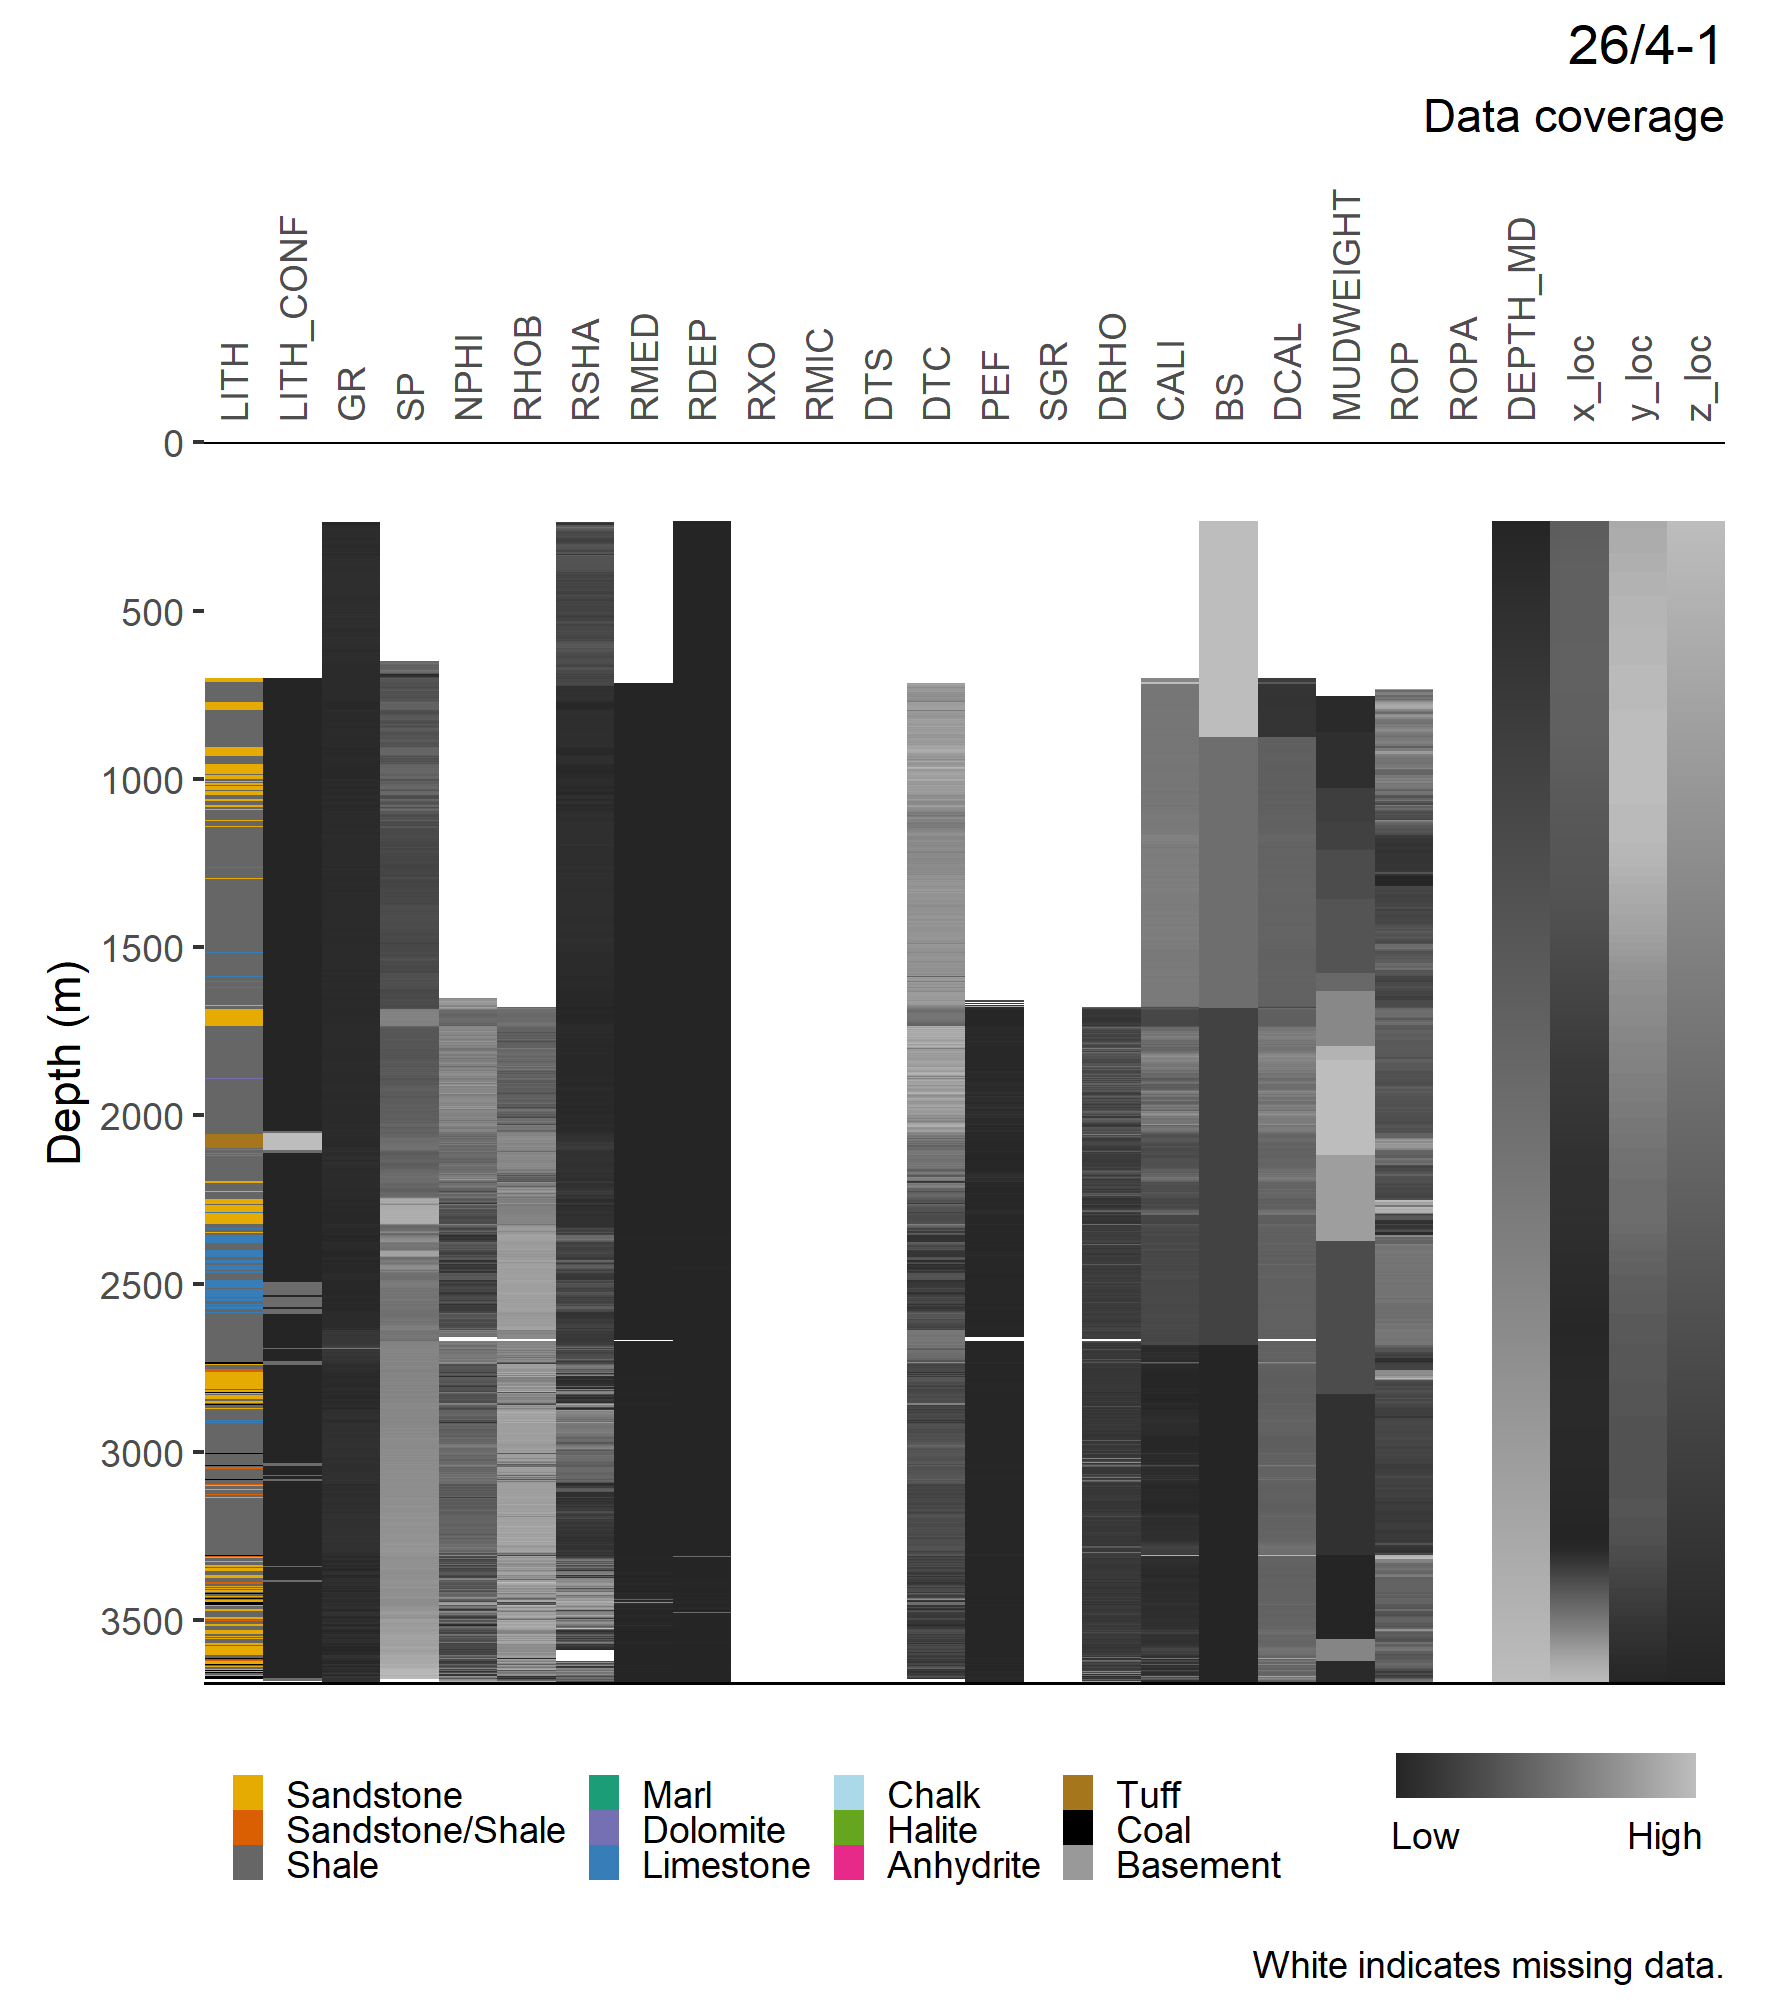 26/4-1
Data coverage
LITH
LITH_CONF
GR
SP
NPHI
RHOB
RSHA
RMED
RDEP
RXO
RMIC
DTS
DTC
PEF
SGR
DRHO
CALI
BS
DCAL
MUDWEIGHT
ROP
ROPA
DEPTH_MD
x_loc
y_loc
z_loc
0
500
1000
1500
2000
2500
3000
3500
Depth (m)
Sandstone
Sandstone/Shale
Shale
Marl
Dolomite
Limestone
Chalk
Halite
Anhydrite
Tuff
Coal
Basement
Low High
White indicates missing data.